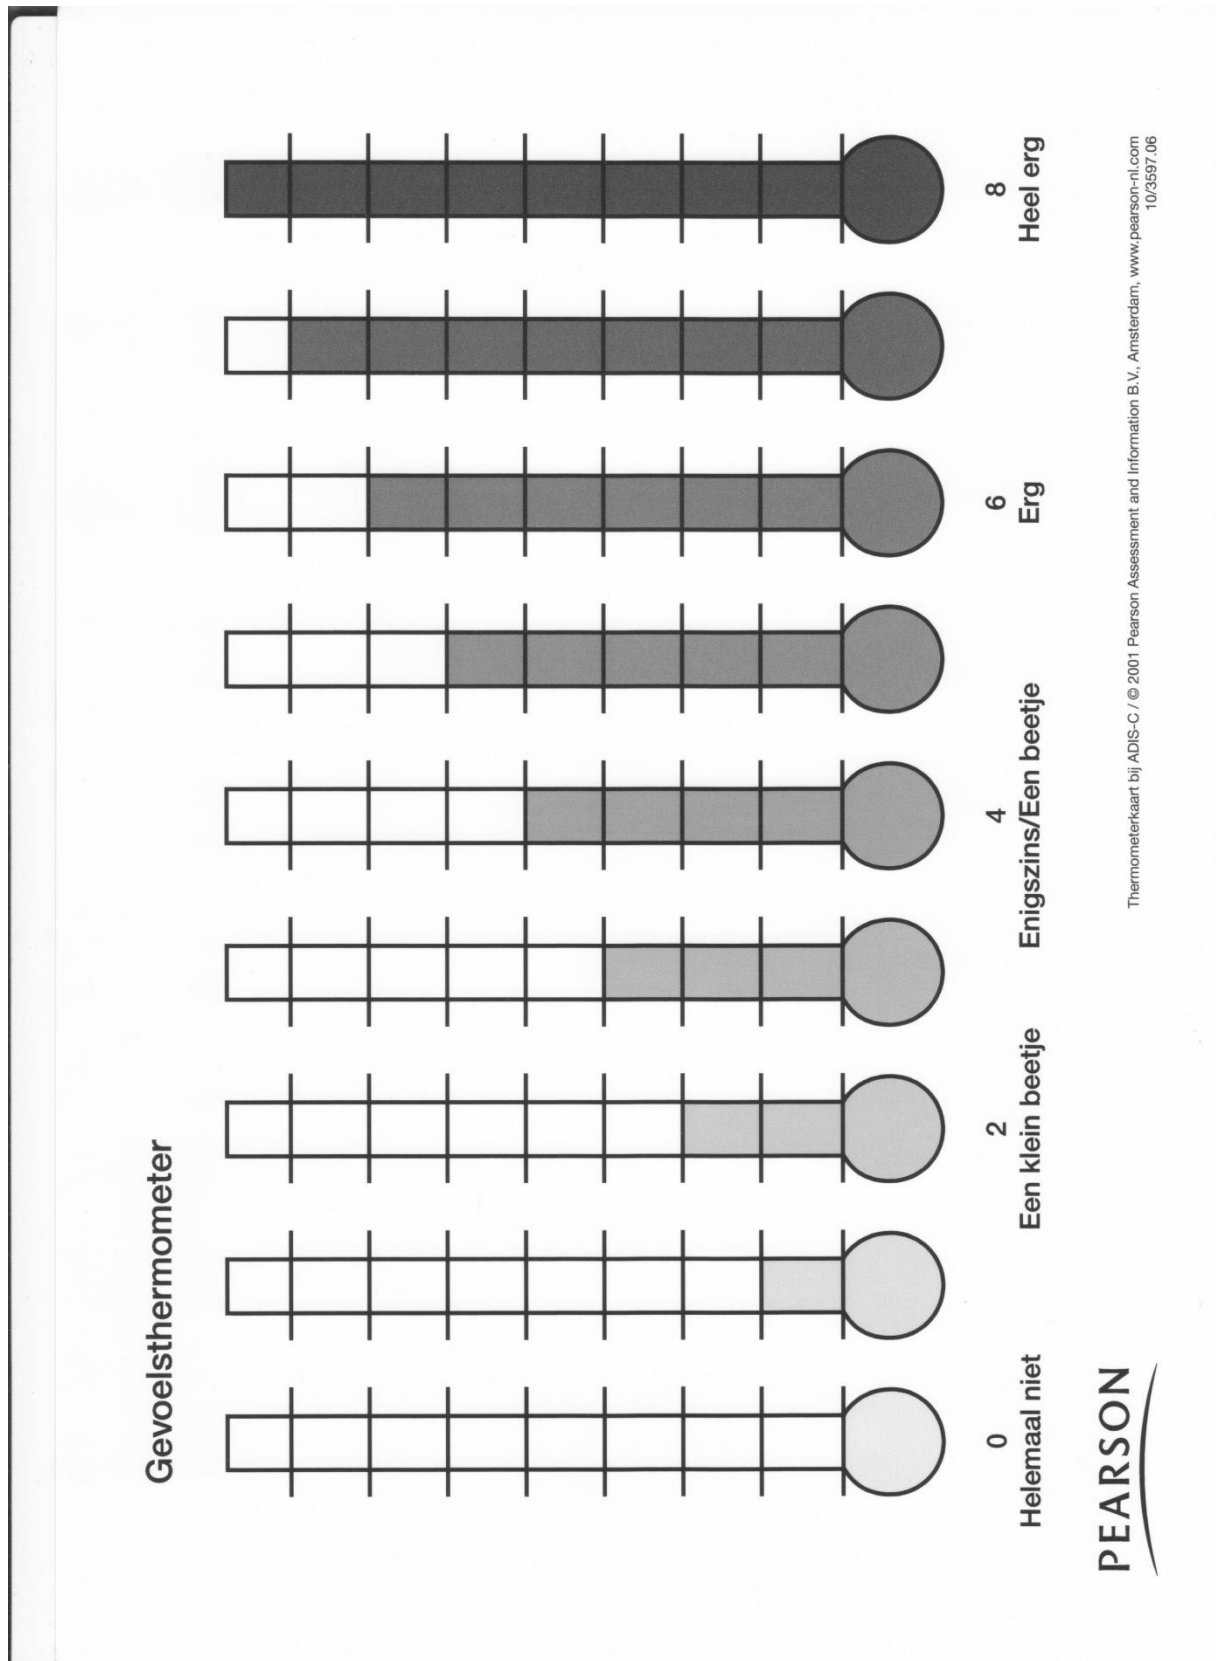 Gevoelsthermometer
0
Helemaal niet
2
Een klein beetje
4
Enigszins/Een beetje
6
Erg
8
Heel erg
PEARSON
Thermometerkaart bij ADIS-C / © 2001 Pearson Assessment and Information B.V., Amsterdam, www.pearson-nl.com
10/3597.06